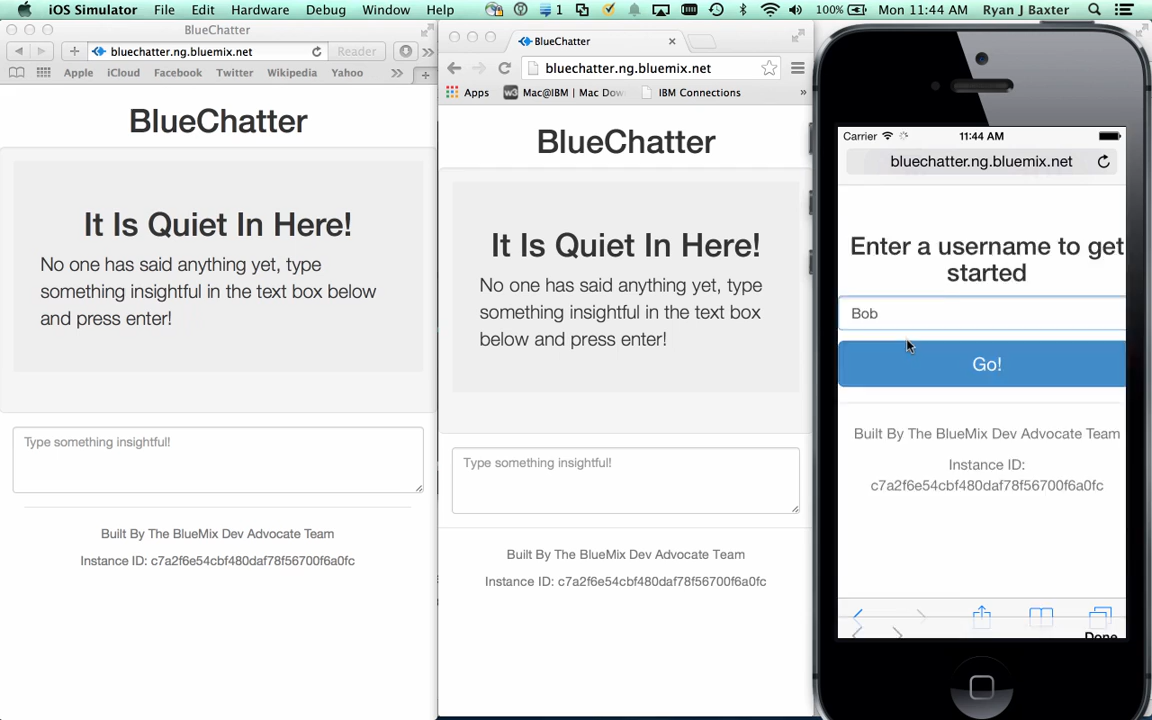 iOS Simulator File Edit Hardware Debug Window Help 1 100% Mon 11:44 AM Ryan J Baxter
BlueChatter
bluechatter.ng.bluemix.net Reader
Apple iCloud Facebook Twitter Wikipedia Yahoo
BlueChatter
It Is Quiet In Here!
No one has said anything yet, type
something insightful in the text box below
and press enter!
Type something insightful!
Built By The BlueMix Dev Advocate Team
Instance ID: c7a2f6e54cbf480daf78f56700f6a0fc
BlueChatter
bluechatter.ng.bluemix.net
Apps w3 Mac@IBM | Mac Dow IBM Connections
BlueChatter
It Is Quiet In Here!
No one has said anything yet, type
something insightful in the text box
below and press enter!
Type something insightful!
Built By The BlueMix Dev Advocate Team
Instance ID: c7a2f6e54cbf480daf78f56700f6a0fc
Carrier 11:44 AM
bluechatter.ng.bluemix.net
Enter a username to get
started
Bob
Go!
Built By The BlueMix Dev Advocate Team
Instance ID:
c7a2f6e54cbf480daf78f56700f6a0fc
Done